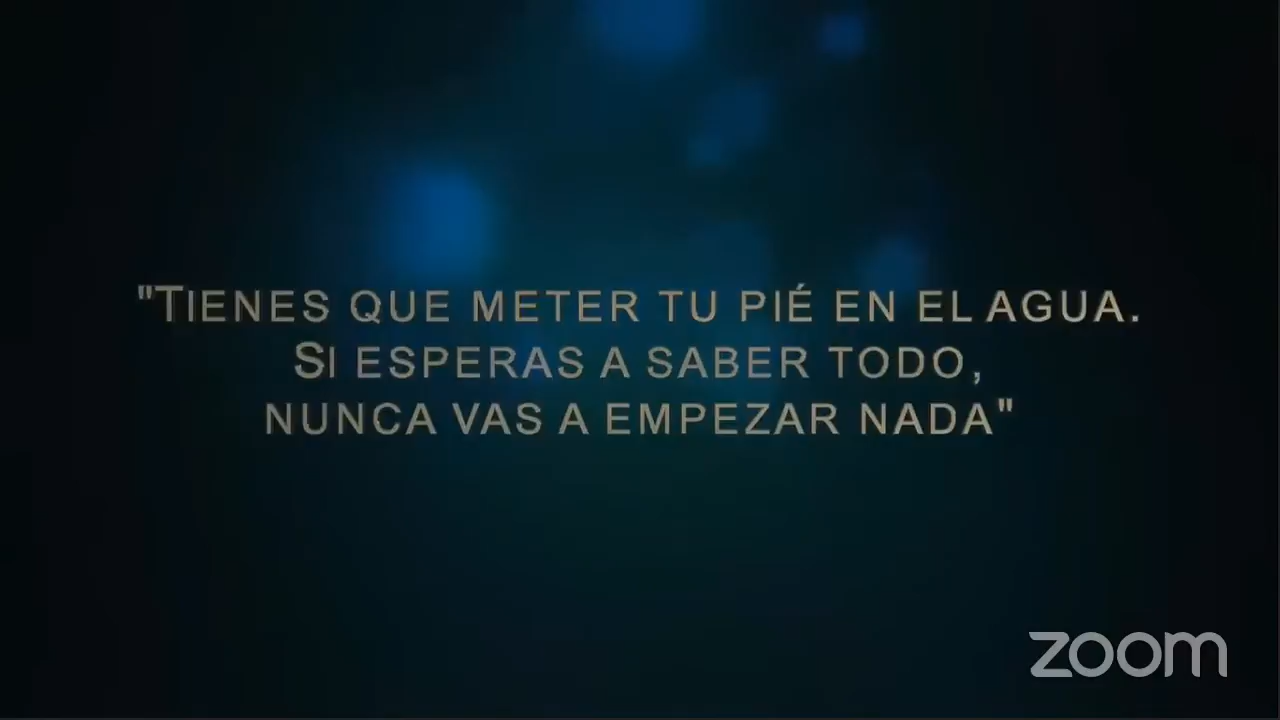 "TIENES QUE METER TU PIÉ EN EL AGUA.
SI ESPERAS A SABER TODO,
NUNCA VAS A EMPEZAR NADA"
zoom